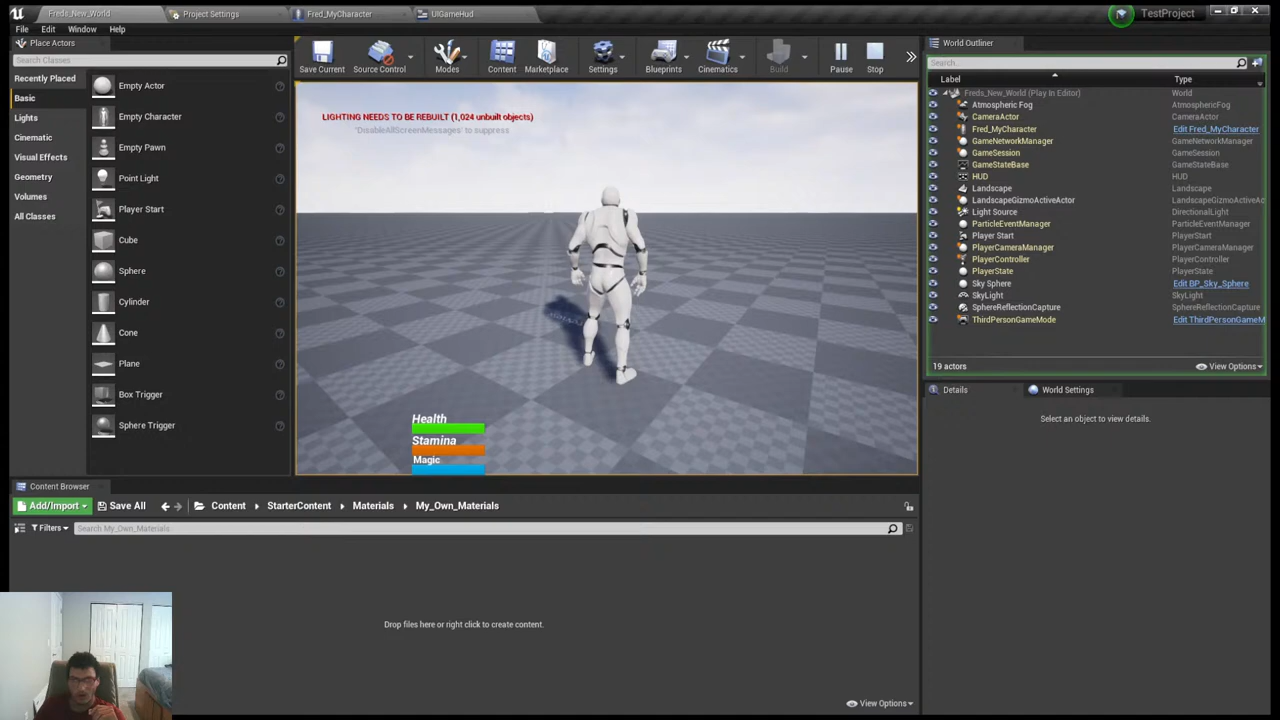 Freds_New_World
Project Settings
Fred_MyCharacter
UIGameHud
TestProject
File Edit Window Help
Place Actors
Search Classes
Recently Placed
Basic
Lights
Cinematic
Visual Effects
Geometry
Volumes
All Classes
Empty Actor
Empty Character
Empty Pawn
Point Light
Player Start
Cube
Sphere
Cylinder
Cone
Plane
Box Trigger
Sphere Trigger
Save Current
Source Control
Modes
Content
Marketplace
Settings
Blueprints
Cinematics
Build
Pause
Stop
LIGHTING NEEDS TO BE REBUILT (1,024 unbuilt objects)
'DisableAllScreenMessages' to suppress
Health
Stamina
Magic
World Outliner
Search...
Label Type
Freds_New_World (Play In Editor) World
Atmospheric Fog AtmosphericFog
CameraActor CameraActor
Fred_MyCharacter Edit Fred_MyCharacter
GameNetworkManager GameNetworkManager
GameSession GameSession
GameStateBase GameStateBase
HUD HUD
Landscape Landscape
LandscapeGizmoActiveActor LandscapeGizmoActiveAc
Light Source DirectionalLight
ParticleEventManager ParticleEventManager
Player Start PlayerStart
PlayerCameraManager PlayerCameraManager
PlayerController PlayerController
PlayerState PlayerState
Sky Sphere Edit BP_Sky_Sphere
SkyLight SkyLight
SphereReflectionCapture SphereReflectionCapture
ThirdPersonGameMode Edit ThirdPersonGameM
19 actors
View Options
Details
World Settings
Select an object to view details.
Content Browser
Add/Import
Save All
Content
StarterContent
Materials
My_Own_Materials
Filters
Search My_Own_Materials
Drop files here or right click to create content.
View Options